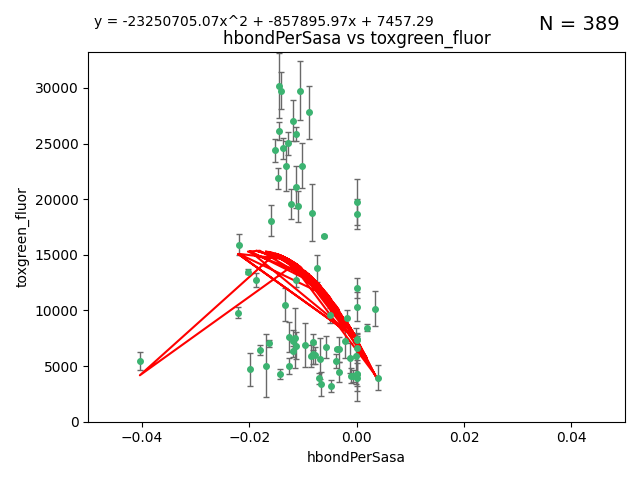 y = -23250705.07x^2 + -857895.97x + 7457.29
N = 389
hbondPerSasa vs toxgreen_fluor
toxgreen_fluor
30000
25000
20000
15000
10000
5000
0
−0.04
−0.02
0.00
0.02
0.04
hbondPerSasa